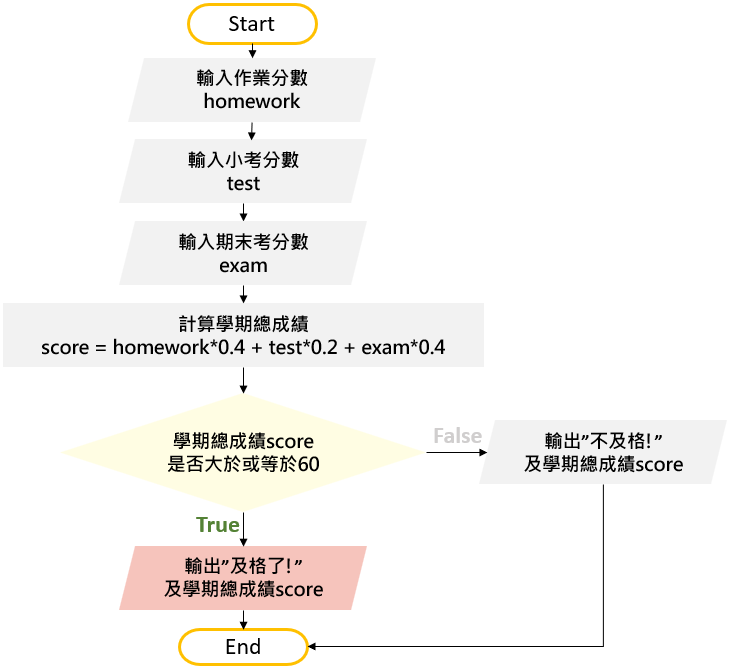 Start
輸入作業分數
homework
輸入小考分數
test
輸入期末考分數
exam
計算學期總成績
score = homework*0.4 + test*0.2 + exam*0.4
學期總成績score
是否大於或等於60
False
輸出”不及格!”
及學期總成績score
True
輸出”及格了!”
及學期總成績score
End